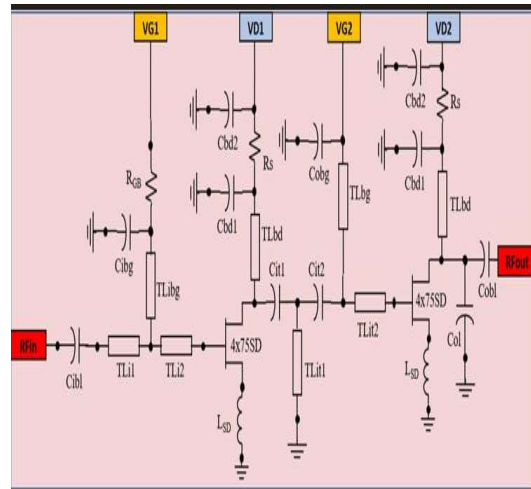 VG1 VD1 VG2 VD2
Cbd2 Rs Cobg Cbd2 Rs
RGB
Cbd1 TLbg Cbd1
Cibg TLbd TLbd
TLibg Cit1 Cit2
RFout
TLit2 Cobl
RFin 4x75SD 4x75SD Col
Cibl TLi1 TLi2 TLit1
LSD LSD